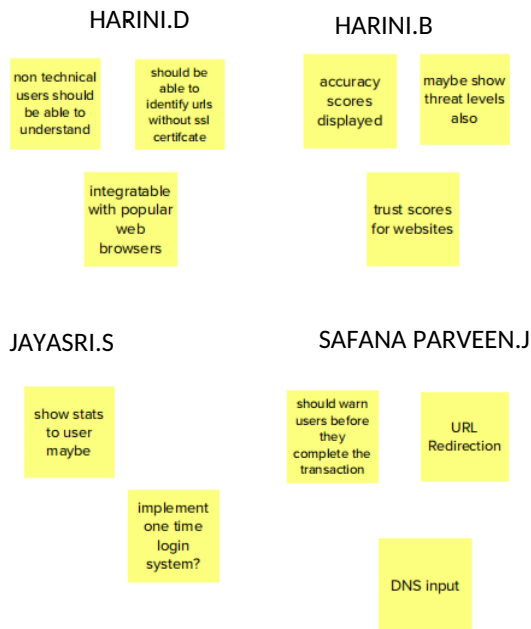 HARINI.D
non technical
users should
be able to
understand
should be
able to
identify urls
without ssl
certifcate
integratable
with popular
web
browsers
HARINI.B
accuracy
scores
displayed
maybe show
threat levels
also
trust scores
for websites
JAYASRI.S
show stats
to user
maybe
implement
one time
login
system?
SAFANA PARVEEN.J
should warn
users before
they
complete the
transaction
URL
Redirection
DNS input